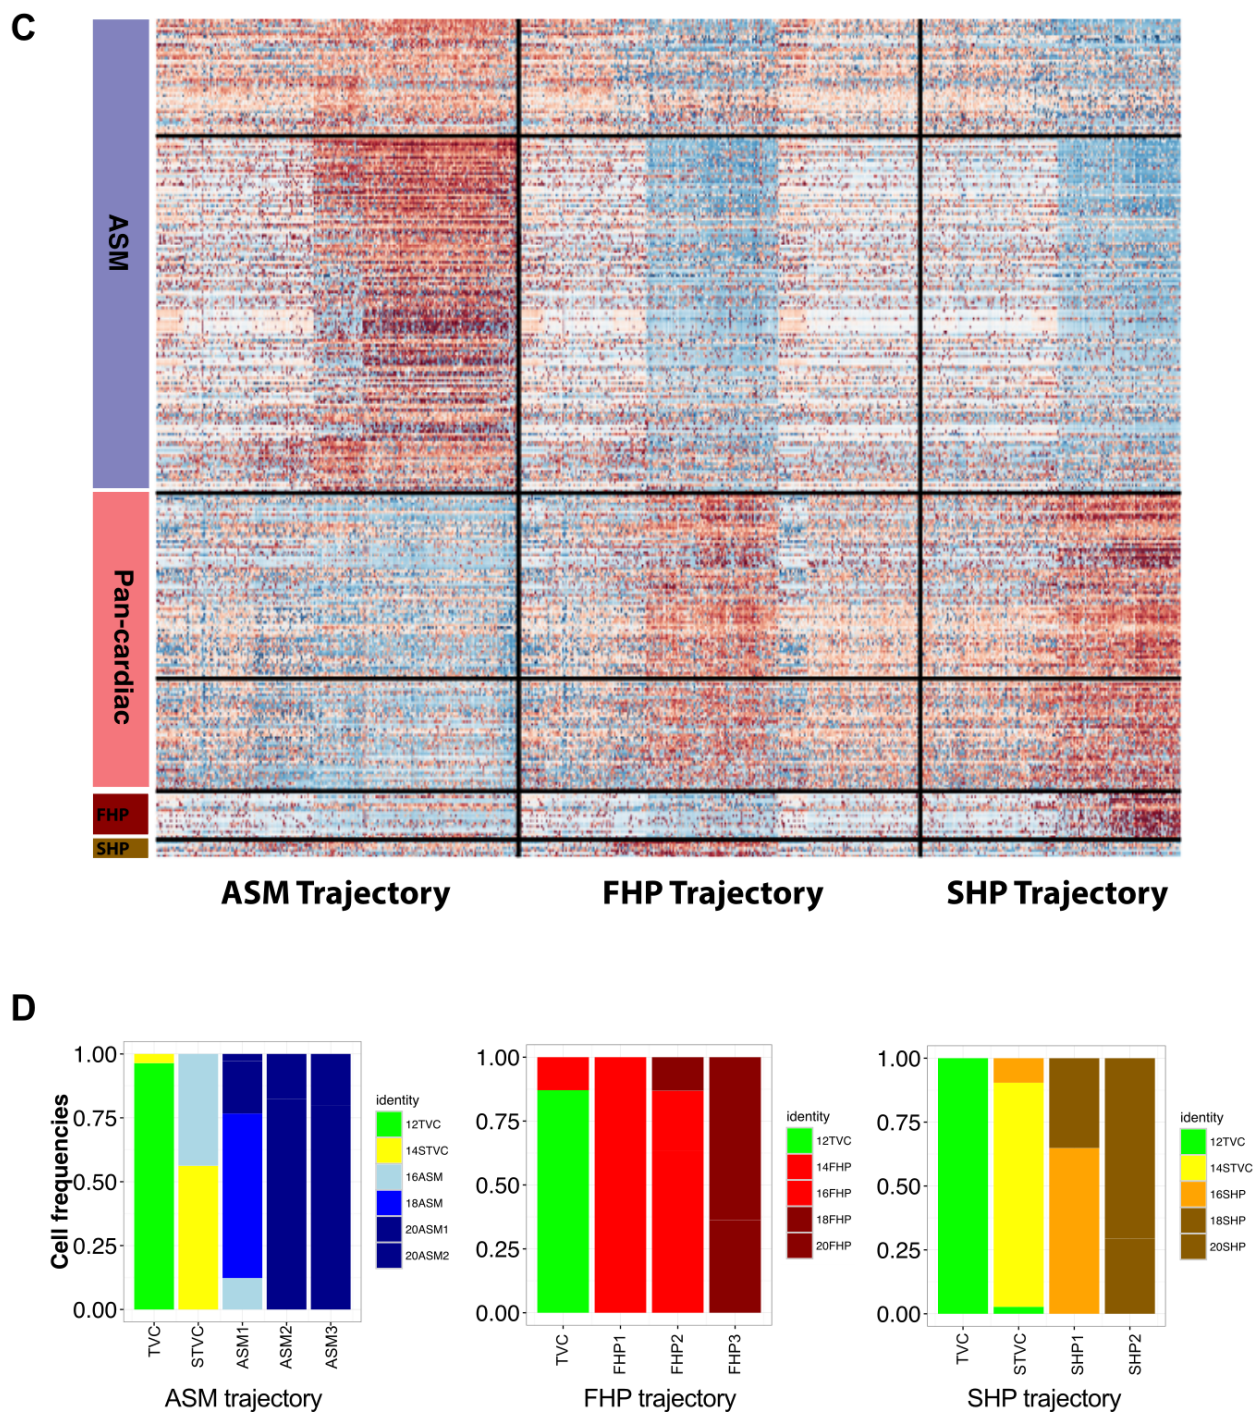 C
ASM
Pan-cardiac
FHP
SHP
ASM Trajectory
FHP Trajectory
SHP Trajectory
D
Cell frequencies
1.00
0.75
0.50
0.25
0.00
TVC
STVC
ASM1
ASM2
ASM3
ASM trajectory
identity
12TVC
14STVC
16ASM
18ASM
20ASM1
20ASM2
1.00
0.75
0.50
0.25
0.00
TVC
FHP1
FHP2
FHP3
FHP trajectory
identity
12TVC
14FHP
16FHP
18FHP
20FHP
1.00
0.75
0.50
0.25
0.00
TVC
STVC
SHP1
SHP2
SHP trajectory
identity
12TVC
14STVC
16SHP
18SHP
20SHP